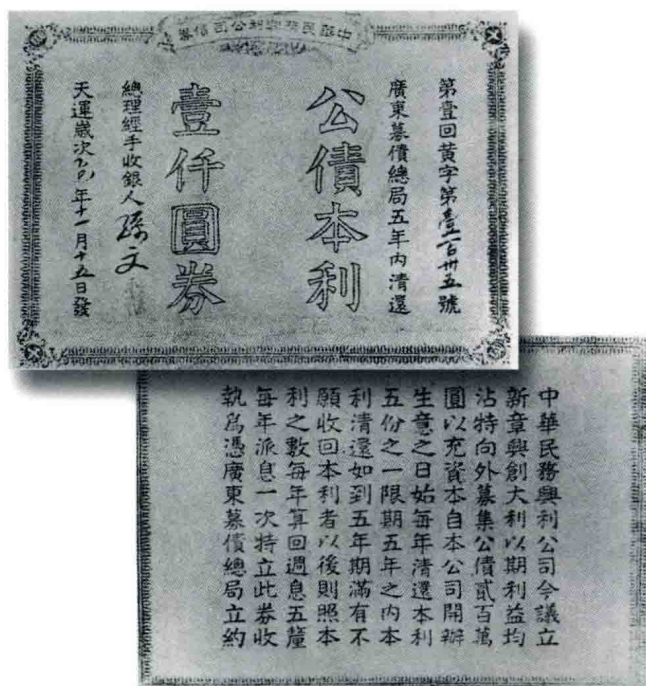 中華民務興利公司債券
第壹回黃字第壹百卅五號
廣東募債總局五年內清還
公債本利
壹仟圓券
總理經手收銀人孫文
天運歲次乙巳年十一月十五日發
中華民務興利公司今議立
新章興創大利以期利益均
沾特向外募集公債貳百萬
圓以充資本自本公司開辦
生意之日始每年清還本利
五份之一限期五年之內本
利清還如到五年期滿有不
願收回本利者以後則照本
利之數每年算回週息五釐
每年派息一次特立此券收
執為憑廣東募債總局立約